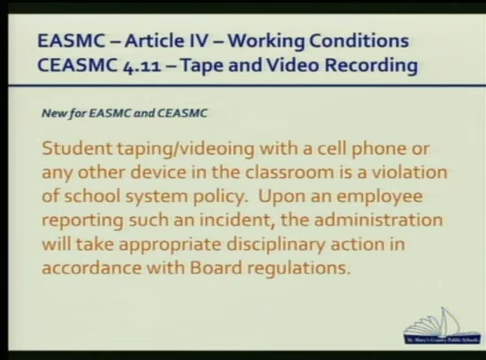 EASMC – Article IV – Working Conditions
CEASMC 4.11 – Tape and Video Recording
New for EASMC and CEASMC
Student taping/videoing with a cell phone or
any other device in the classroom is a violation
of school system policy.  Upon an employee
reporting such an incident, the administration
will take appropriate disciplinary action in
accordance with Board regulations.
St. Mary's County Public Schools